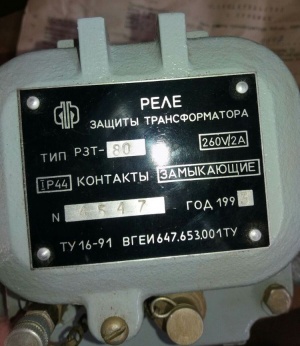 РЕЛЕ
ЗАЩИТЫ ТРАНСФОРМАТОРА
ТИП РЗТ-80 260V/2A
IP44 КОНТАКТЫ ЗАМЫКАЮЩИЕ
N 4547 ГОД 199
ТУ 16-91 ВГЕИ 647.653.001ТУ